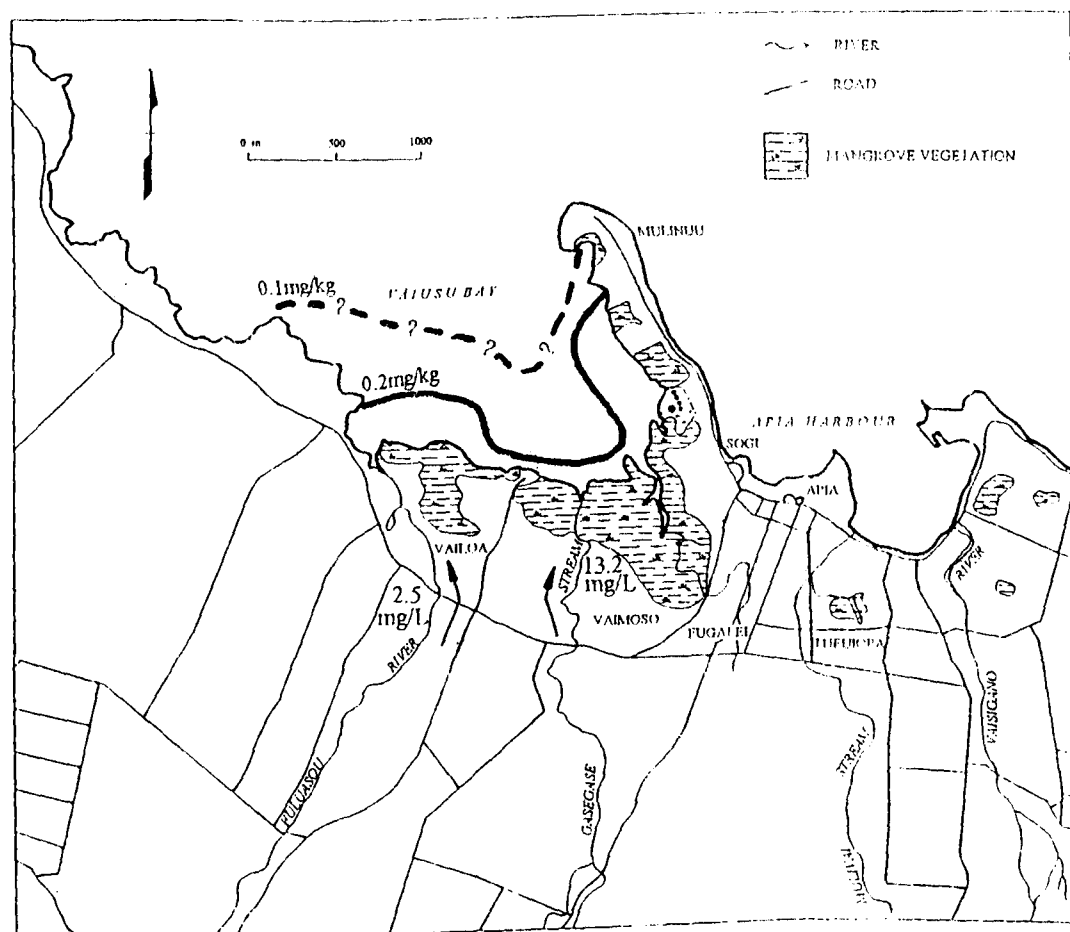 RIVER
ROAD
0 m 500 1000
MANGROVE VEGETATION
MULINUU
0.1mg/kg
VAIUSU BAY
? ? ? ?
0.2mg/kg
APIA HARBOUR
SOGI
APIA
VAILOA
STREAM
13.2
mg/L
RIVER
2.5
mg/L
VAIMOSO
FUGALEI
RIVER
PULUASOU
GASEGASE
STREAM
VAISIGANO